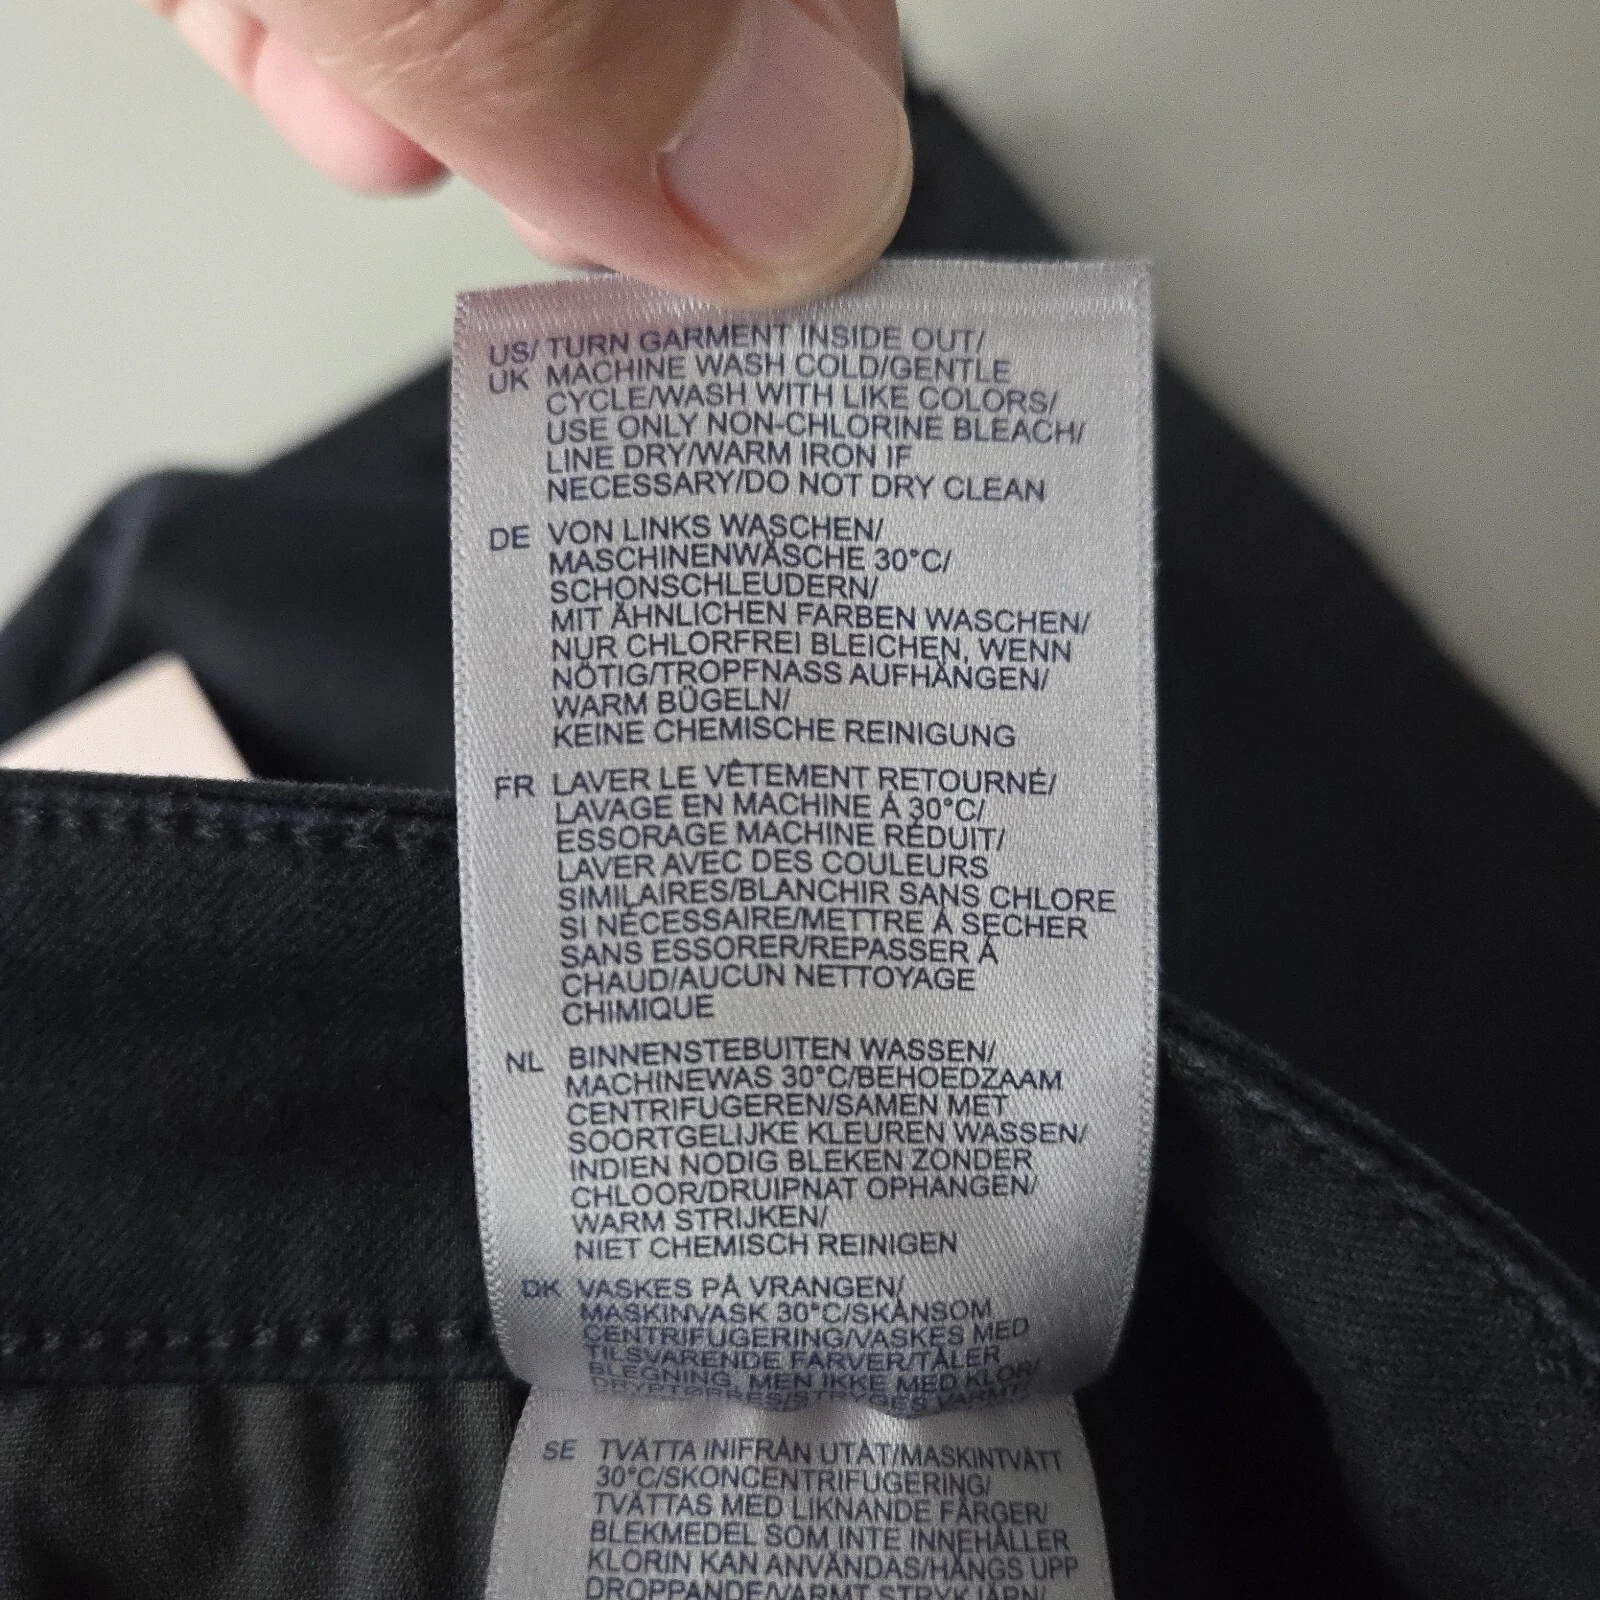 US/ TURN GARMENT INSIDE OUT/
UK MACHINE WASH COLD/GENTLE
CYCLE/WASH WITH LIKE COLORS/
USE ONLY NON-CHLORINE BLEACH/
LINE DRY/WARM IRON IF
NECESSARY/DO NOT DRY CLEAN
DE VON LINKS WASCHEN/
MASCHINENWÄSCHE 30°C/
SCHONSCHLEUDERN/
MIT ÄHNLICHEN FARBEN WASCHEN/
NUR CHLORFREI BLEICHEN, WENN
NÖTIG/TROPFNASS AUFHÄNGEN/
WARM BÜGELN/
KEINE CHEMISCHE REINIGUNG
FR LAVER LE VÊTEMENT RETOURNÉ/
LAVAGE EN MACHINE À 30°C/
ESSORAGE MACHINE RÉDUIT/
LAVER AVEC DES COULEURS
SIMILAIRES/BLANCHIR SANS CHLORE
SI NÉCESSAIRE/METTRE À SECHER
SANS ESSORER/REPASSER À
CHAUD/AUCUN NETTOYAGE
CHIMIQUE
NL BINNENSTEBUITEN WASSEN/
MACHINEWAS 30°C/BEHOEDZAAM
CENTRIFUGEREN/SAMEN MET
SOORTGELIJKE KLEUREN WASSEN/
INDIEN NODIG BLEKEN ZONDER
CHLOOR/DRUIPNAT OPHANGEN/
WARM STRIJKEN/
NIET CHEMISCH REINIGEN
DK VASKES PÅ VRANGEN/
MASKINVASK 30°C/SKÅNSOM
CENTRIFUGERING/VASKES MED
TILSVARENDE FARVER/TÅLER
BLEGNING, MEN IKKE MED KLOR/
DRYPTØRRES/STRYGES VARMT/
SE TVÄTTA INIFRÅN UTÅT/MASKINTVÄTT
30°C/SKONCENTRIFUGERING/
TVÄTTAS MED LIKNANDE FÄRGER/
BLEKMEDEL SOM INTE INNEHÅLLER
KLORIN KAN ANVÄNDAS/HÄNGS UPP
DROPPANDE/VARMT STRYKJÄRN/